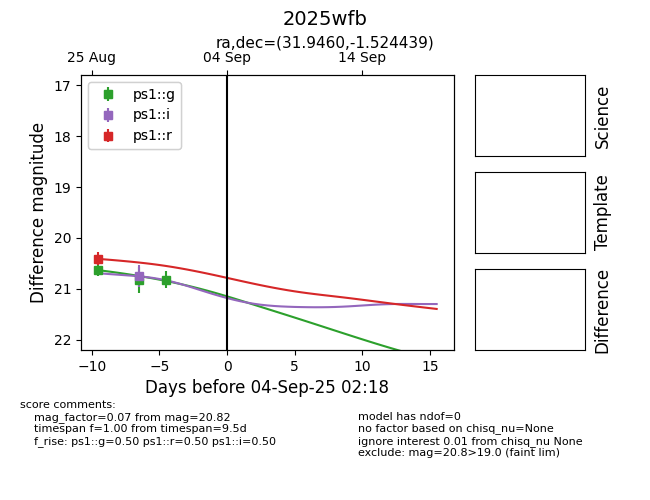 2025wfb
ra,dec=(31.9460,-1.524439)
25 Aug 04 Sep 14 Sep
ps1::g
ps1::i
ps1::r
17
18
19
20
21
22
Difference magnitude
−10 −5 0 5 10 15
Days before 04-Sep-25 02:18
Science
Template
Difference
score comments:
mag_factor=0.07 from mag=20.82
timespan f=1.00 from timespan=9.5d
f_rise: ps1::g=0.50 ps1::r=0.50 ps1::i=0.50
model has ndof=0
no factor based on chisq_nu=None
ignore interest 0.01 from chisq_nu None
exclude: mag=20.8>19.0 (faint lim)